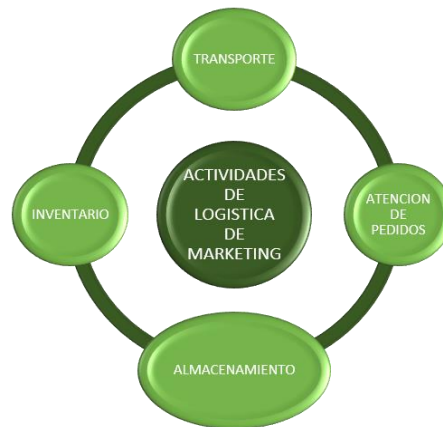 TRANSPORTE
ACTIVIDADES
DE
LOGISTICA
DE
MARKETING
INVENTARIO
ATENCION
DE
PEDIDOS
ALMACENAMIENTO